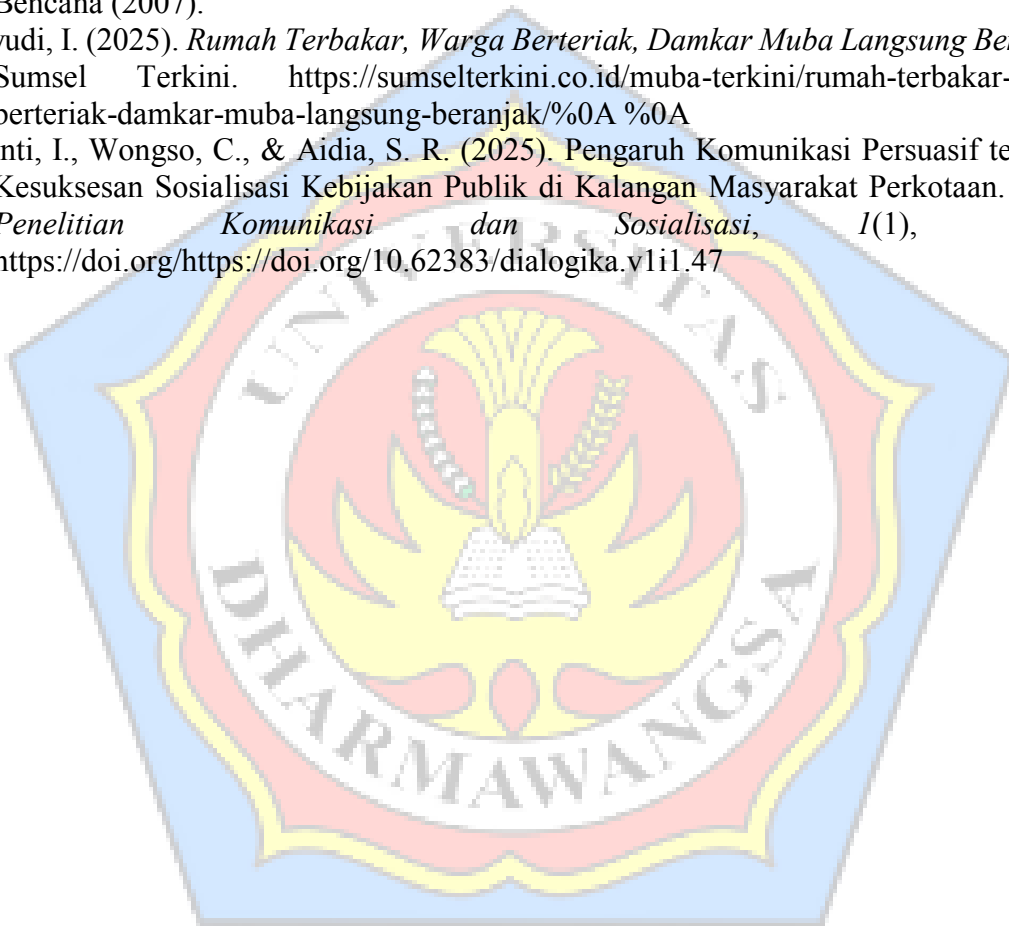 Bencana (2007).
yudi, I. (2025). Rumah Terbakar, Warga Berteriak, Damkar Muba Langsung Ber
Sumsel Terkini. https://sumselterkini.co.id/muba-terkini/rumah-terbakar-
berteriak-damkar-muba-langsung-beranjak/%0A %0A
nti, I., Wongso, C., & Aidia, S. R. (2025). Pengaruh Komunikasi Persuasif te
Kesuksesan Sosialisasi Kebijakan Publik di Kalangan Masyarakat Perkotaan.
Penelitian Komunikasi dan Sosialisasi, 1(1),
https://doi.org/https://doi.org/10.62383/dialogika.v1i1.47
UNIVERSITAS
DHARMAWANGSA